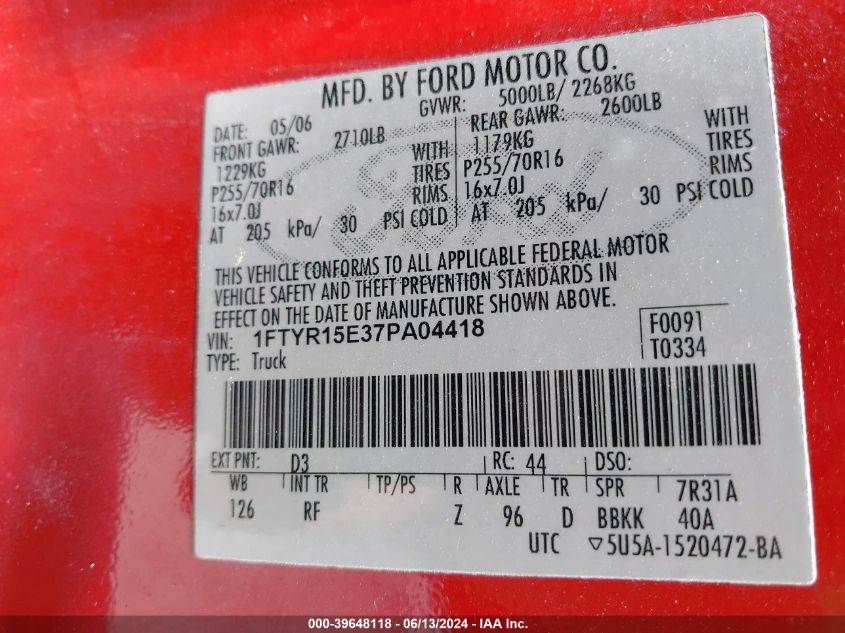 MFD. BY FORD MOTOR CO.
DATE: 05/06 GVWR: 5000LB/ 2268KG
FRONT GAWR: 2710LB REAR GAWR: 2600LB
1229KG WITH 1179KG WITH
P255/70R16 TIRES P255/70R16 TIRES
16x7.0J RIMS 16x7.0J RIMS
AT 205 kPa/ 30 PSI COLD AT 205 kPa/ 30 PSI COLD
THIS VEHICLE CONFORMS TO ALL APPLICABLE FEDERAL MOTOR
VEHICLE SAFETY AND THEFT PREVENTION STANDARDS IN
EFFECT ON THE DATE OF MANUFACTURE SHOWN ABOVE.
VIN: 1FTYR15E37PA04418 F0091
TYPE: Truck T0334
EXT PNT: D3 RC: 44 DSO:
WB INT TR TP/PS R AXLE TR SPR 7R31A
126 RF Z 96 D BBKK 40A
UTC ▽5U5A-1520472-BA
000-39648118 - 06/13/2024 - IAA Inc.